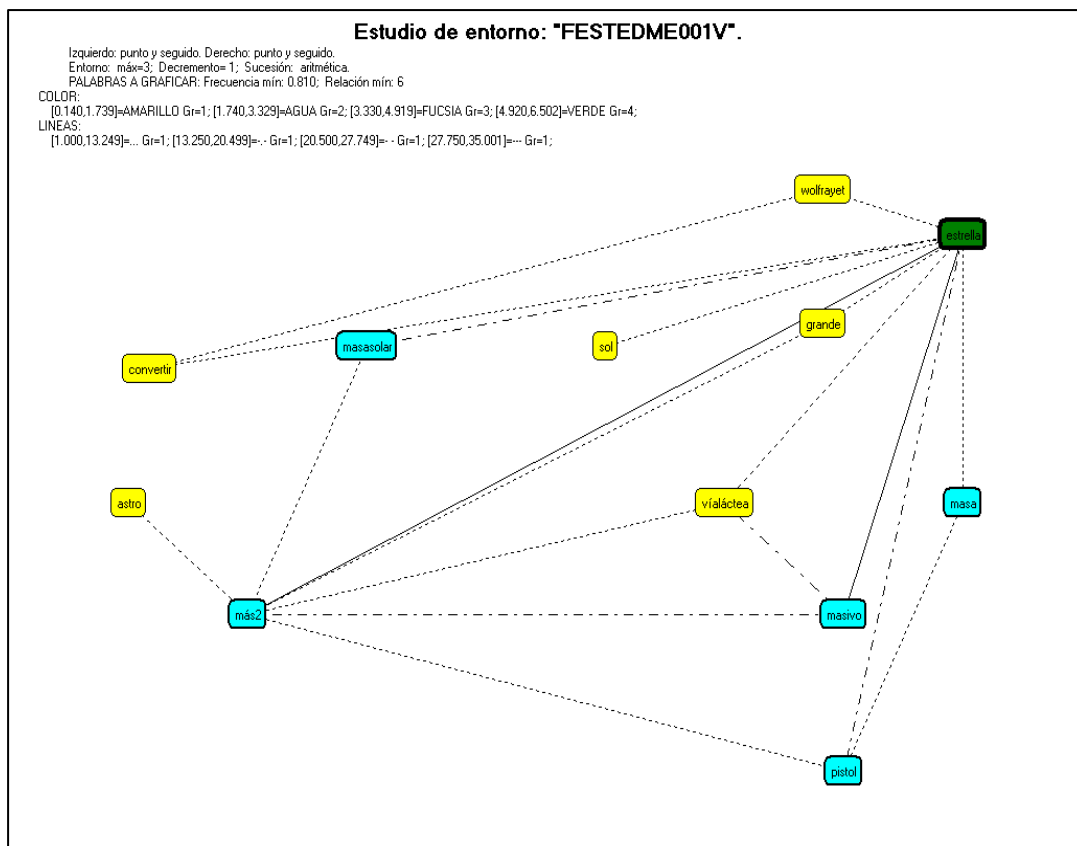 Estudio de entorno: "FESTEDME001V".
Izquierdo: punto y seguido. Derecho: punto y seguido.
Entorno: máx=3; Decremento= 1; Sucesión: aritmética.
PALABRAS A GRAFICAR: Frecuencia mín: 0.810; Relación mín: 6
COLOR:
[0.140,1.739]=AMARILLO Gr=1; [1.740,3.329]=AGUA Gr=2; [3.330,4.919]=FUCSIA Gr=3; [4.920,6.502]=VERDE Gr=4;
LINEAS:
[1.000,13.249]=... Gr=1; [13.250,20.499]=-.- Gr=1; [20.500,27.749]=- - Gr=1; [27.750,35.001]=--- Gr=1;
wolfrayet
estrella
grande
masasolar
sol
convertir
astro
víaláctea
masa
más2
masivo
pistol